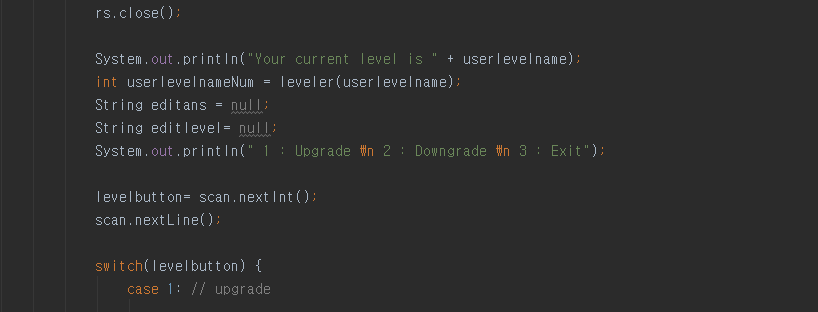 rs.close();
System.out.println("Your current level is " + userlevelname);
int userlevelnameNum = leveler(userlevelname);
String editans = null;
String editlevel= null;
System.out.println(" 1 : Upgrade ₩n 2 : Downgrade ₩n 3 : Exit");
levelbutton= scan.nextInt();
scan.nextLine();
switch(levelbutton) {
case 1: // upgrade